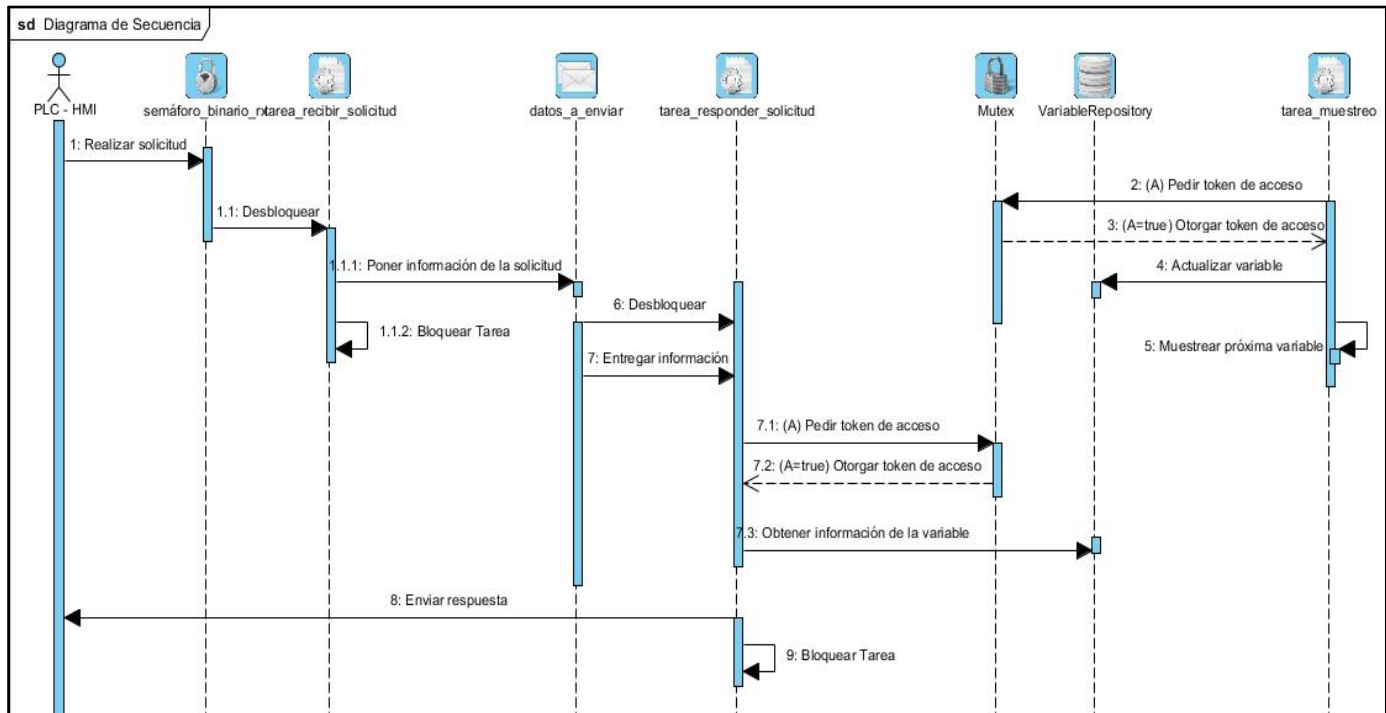 sd Diagrama de Secuencia
PLC - HMI
semáforo_binario_rx
tarea_recibir_solicitud
datos_a_enviar
tarea_responder_solicitud
Mutex
VariableRepository
tarea_muestreo
1: Realizar solicitud
2: (A) Pedir token de acceso
1.1: Desbloquear
3: (A=true) Otorgar token de acceso
1.1.1: Poner información de la solicitud
4: Actualizar variable
6: Desbloquear
1.1.2: Bloquear Tarea
5: Muestrear próxima variable
7: Entregar información
7.1: (A) Pedir token de acceso
7.2: (A=true) Otorgar token de acceso
7.3: Obtener información de la variable
8: Enviar respuesta
9: Bloquear Tarea